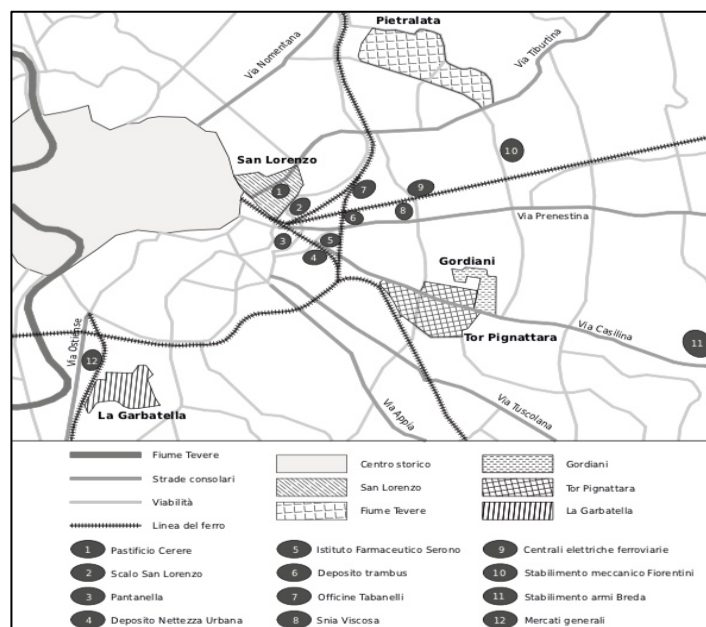 Pietralata
Via Nomentana
Via Tiburtina
San Lorenzo
10
1
7
9
2
8
6
Via Prenestina
3
5
4
Gordiani
Via Casilina
11
Tor Pignattara
Via Ostiense
12
La Garbatella
Via Appia
Via Tuscolana
Fiume Tevere
Strade consolari
Viabilità
Linea del ferro
Centro storico
San Lorenzo
Fiume Tevere
Gordiani
Tor Pignattara
La Garbatella
1 Pastificio Cerere
2 Scalo San Lorenzo
3 Pantanella
4 Deposito Nettezza Urbana
5 Istituto Farmaceutico Serono
6 Deposito trambus
7 Officine Tabanelli
8 Snia Viscosa
9 Centrali elettriche ferroviarie
10 Stabilimento meccanico Fiorentini
11 Stabilimento armi Breda
12 Mercati generali